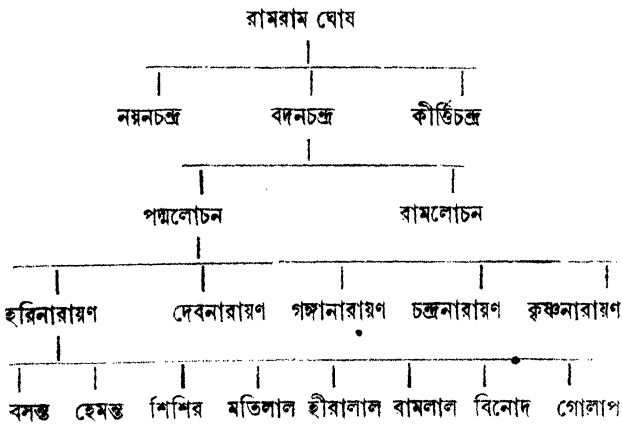 রামরাম ঘোষ
নয়নচন্দ্র বদনচন্দ্র কীর্ত্তিচন্দ্র
পদ্মলোচন রামলোচন
হরিনারায়ণ দেবনারায়ণ গঙ্গানারায়ণ চন্দ্রনারায়ণ কৃষ্ণনারায়ণ
বসন্ত হেমন্ত শিশির মতিলাল হীরালাল রামলাল বিনোদ গোলাপ